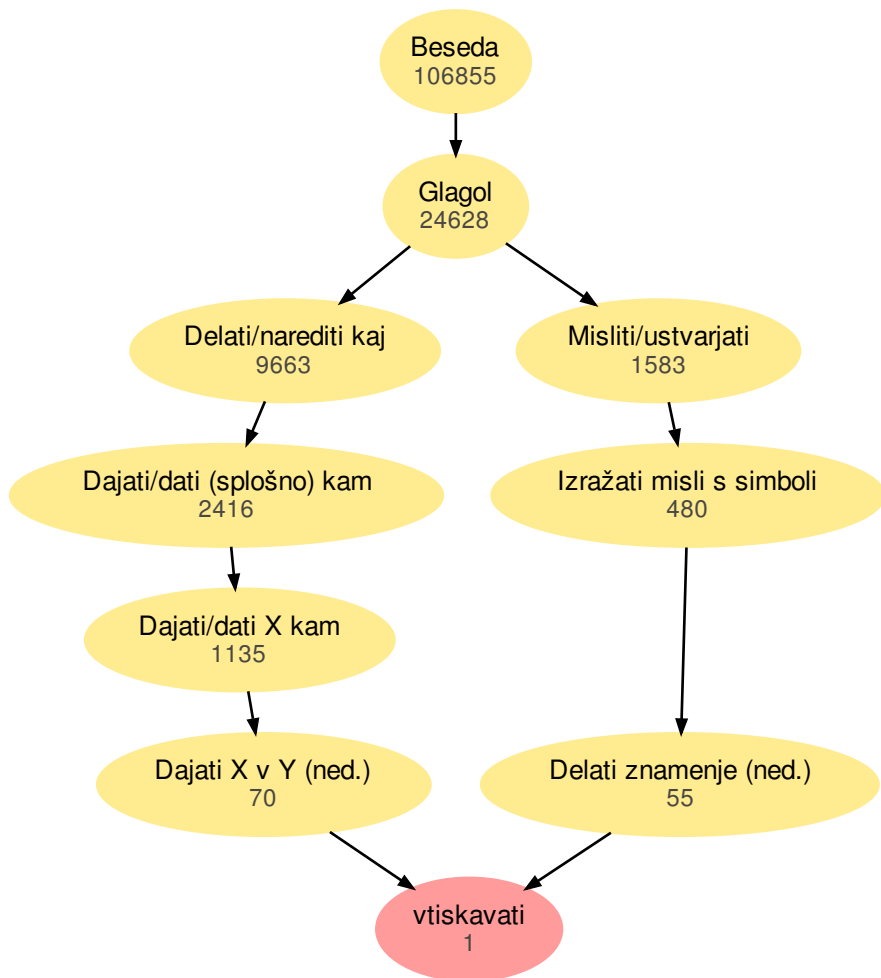 Beseda
106855
Glagol
24628
Delati/narediti kaj
9663
Misliti/ustvarjati
1583
Dajati/dati (splošno) kam
2416
Izražati misli s simboli
480
Dajati/dati X kam
1135
Dajati X v Y (ned.)
70
Delati znamenje (ned.)
55
vtiskavati
1